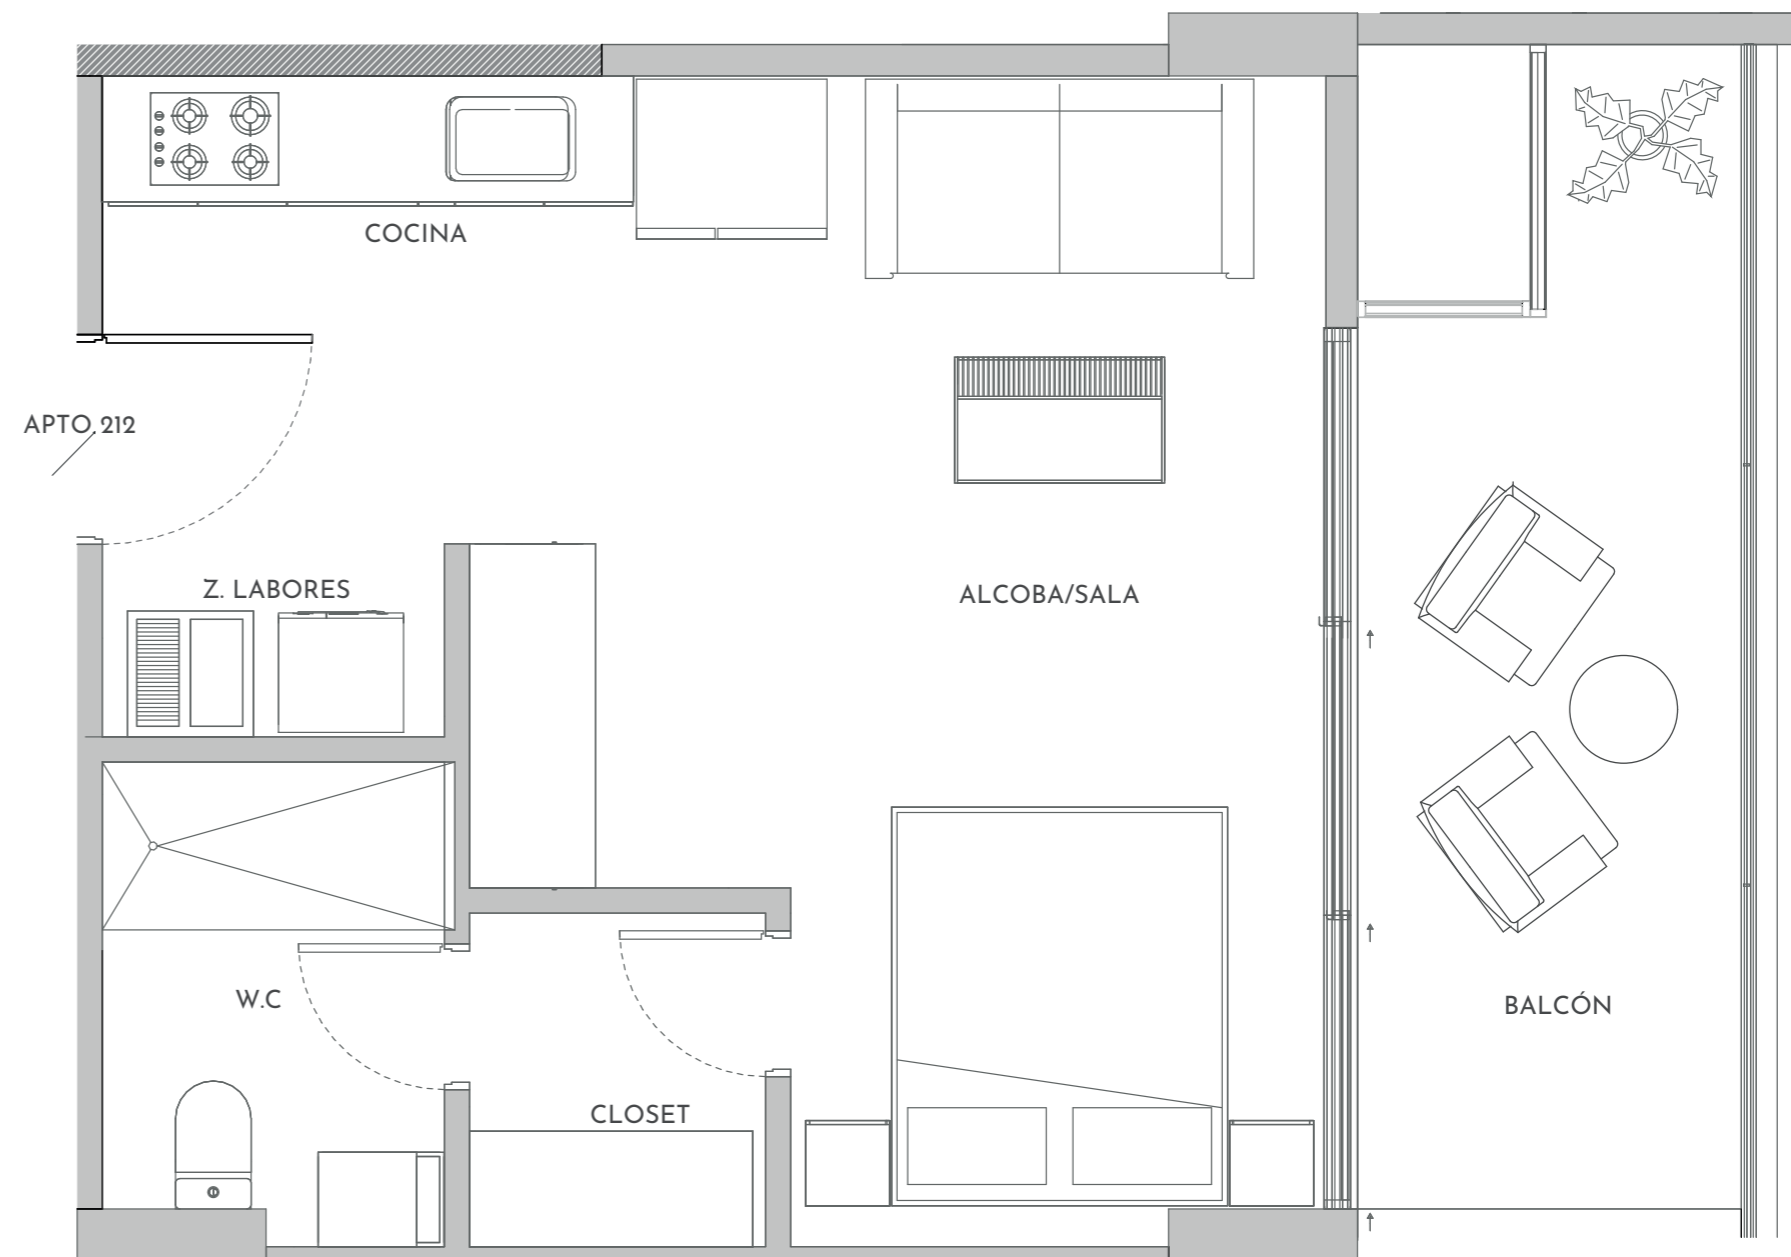 COCINA
APTO. 212
Z. LABORES
ALCOBA/SALA
W.C
BALCÓN
CLOSET